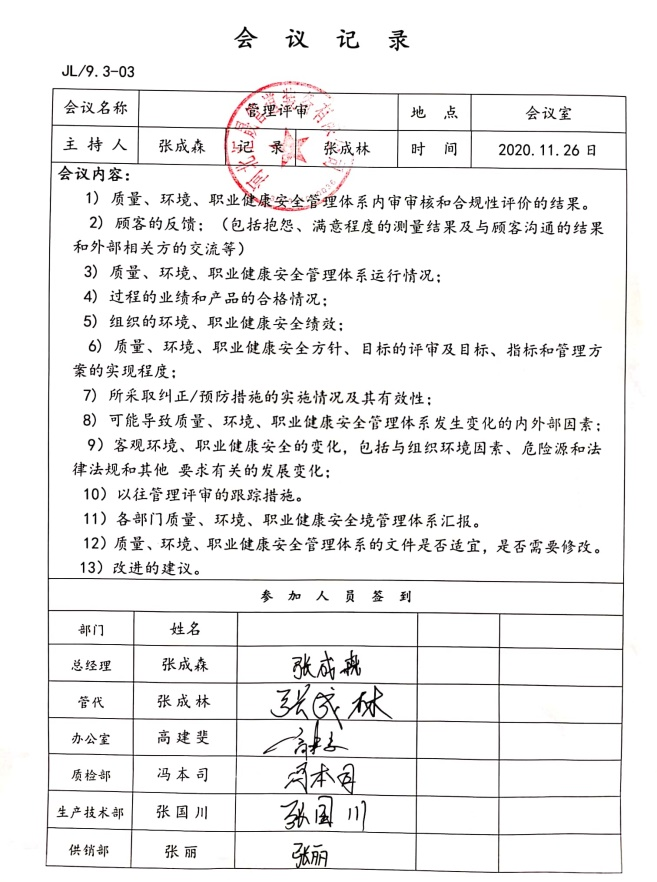 会 议 记 录
JL/9.3-03
会议名称 管理评审 地 点 会议室
主 持 人 张成森 记 录 张成林 时 间 2020.11.26日
会议内容:
1) 质量、环境、职业健康安全管理体系内审审核和合规性评价的结果。
2) 顾客的反馈;(包括抱怨、满意程度的测量结果及与顾客沟通的结果
和外部相关方的交流等)
3) 质量、环境、职业健康安全管理体系运行情况;
4) 过程的业绩和产品的合格情况;
5) 组织的环境、职业健康安全绩效;
6) 质量、环境、职业健康安全方针、目标的评审及目标、指标和管理方
案的实现程度;
7) 所采取纠正/预防措施的实施情况及其有效性;
8) 可能导致质量、环境、职业健康安全管理体系发生变化的内外部因素;
9) 客观环境、职业健康安全的变化,包括与组织环境因素、危险源和法
律法规和其他 要求有关的发展变化;
10) 以往管理评审的跟踪措施。
11) 各部门质量、环境、职业健康安全境管理体系汇报。
12) 质量、环境、职业健康安全管理体系的文件是否适宜,是否需要修改。
13) 改进的建议。
参 加 人 员 签 到
部门 姓名
总经理 张成森 张成森
管代 张成林 张成林
办公室 高建斐
质检部 冯本司 冯本司
生产技术部 张国川 张国川
供销部 张丽 张丽